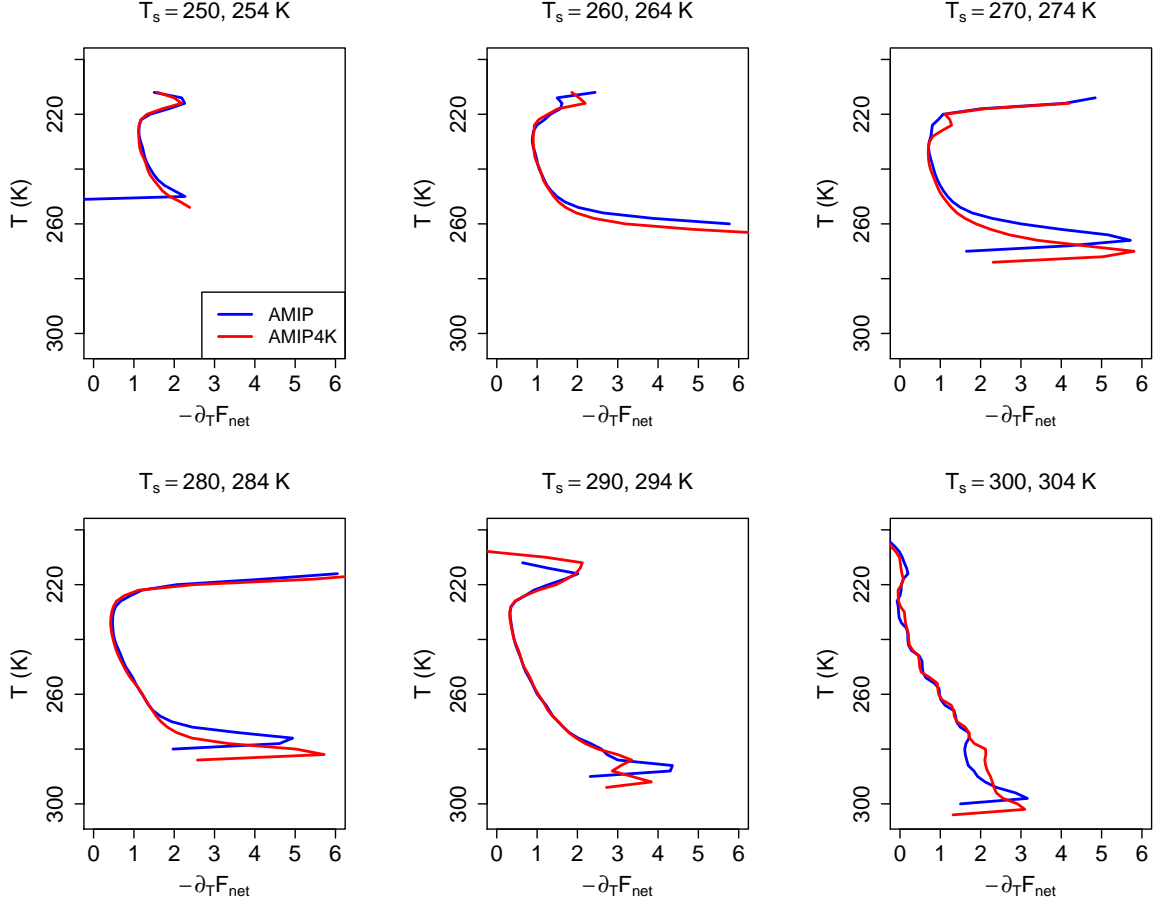 T_s = 250, 254 K
T_s = 260, 264 K
T_s = 270, 274 K
T (K)
220
260
300
AMIP
AMIP4K
0 1 2 3 4 5 6
−∂_T F_net
T (K)
220
260
300
0 1 2 3 4 5 6
−∂_T F_net
T (K)
220
260
300
0 1 2 3 4 5 6
−∂_T F_net
T_s = 280, 284 K
T_s = 290, 294 K
T_s = 300, 304 K
T (K)
220
260
300
0 1 2 3 4 5 6
−∂_T F_net
T (K)
220
260
300
0 1 2 3 4 5 6
−∂_T F_net
T (K)
220
260
300
0 1 2 3 4 5 6
−∂_T F_net